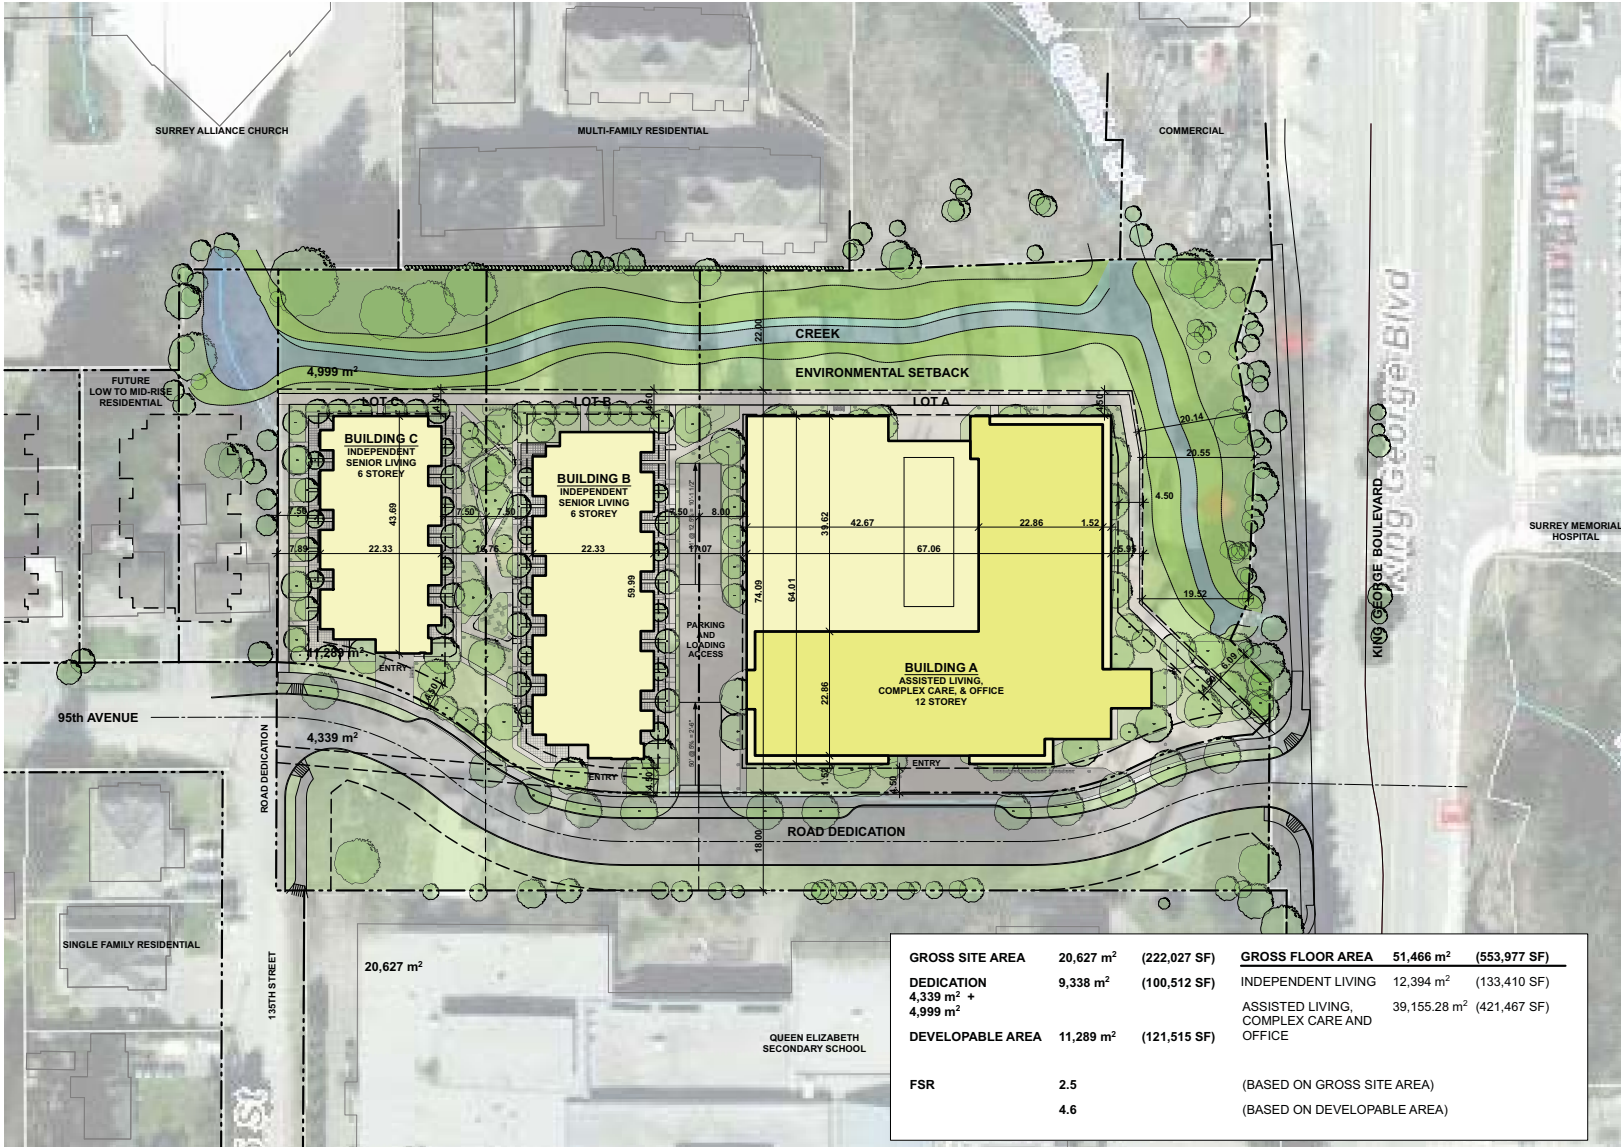 SURREY ALLIANCE CHURCH
MULTI-FAMILY RESIDENTIAL
COMMERCIAL
King George Blvd
KING GEORGE BOULEVARD
22.00
CREEK
4,999 m²
ENVIRONMENTAL SETBACK
FUTURE
LOW TO MID-RISE
RESIDENTIAL
LOT C
4.50
LOT B
4.50
LOT A
4.50
20.14
20.55
4.50
BUILDING C
INDEPENDENT
SENIOR LIVING
6 STOREY
BUILDING B
INDEPENDENT
SENIOR LIVING
6 STOREY
7.50
43.69
7.50
7.50
7.50
8.00
42.67
39.62
22.86
1.52
7.89
22.33
16.76
22.33
17.07
67.06
5.95
SURREY MEMORIAL
HOSPITAL
59.99
74.09
64.01
19.52
PARKING
AND
LOADING
ACCESS
11,289 m²
ENTRY
4.50
BUILDING A
ASSISTED LIVING,
COMPLEX CARE, & OFFICE
12 STOREY
22.86
6.09
95th AVENUE
4,339 m²
ROAD DEDICATION
ENTRY
4.50
1.52
ENTRY
4.50
ROAD DEDICATION
18.00
SINGLE FAMILY RESIDENTIAL
135TH STREET
20,627 m²
QUEEN ELIZABETH
SECONDARY SCHOOL
GROSS SITE AREA 20,627 m² (222,027 SF) GROSS FLOOR AREA 51,466 m² (553,977 SF)
DEDICATION 9,338 m² (100,512 SF) INDEPENDENT LIVING 12,394 m² (133,410 SF)
4,339 m² +
4,999 m²
ASSISTED LIVING, 39,155.28 m² (421,467 SF)
COMPLEX CARE AND
OFFICE
DEVELOPABLE AREA 11,289 m² (121,515 SF)
FSR 2.5 (BASED ON GROSS SITE AREA)
4.6 (BASED ON DEVELOPABLE AREA)